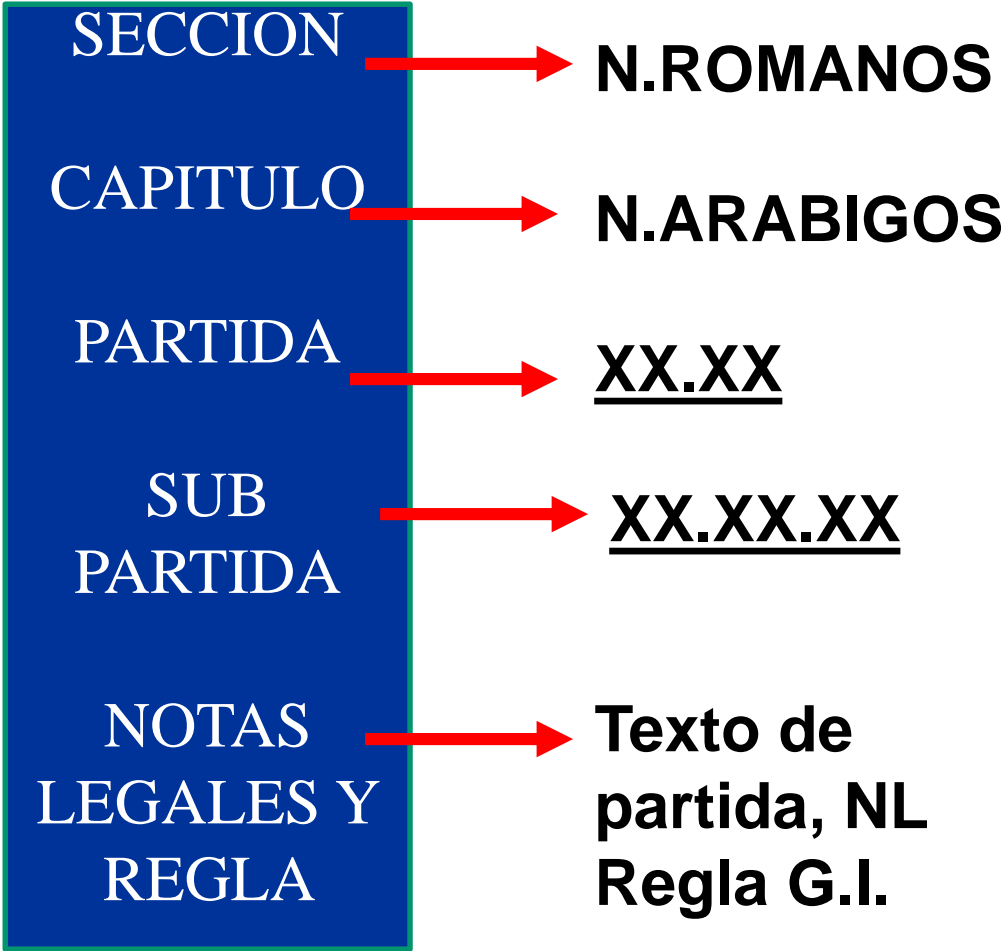 SECCION
N.ROMANOS
CAPITULO
N.ARABIGOS
PARTIDA
XX.XX
SUB
PARTIDA
XX.XX.XX
NOTAS
LEGALES Y
REGLA
Texto de
partida, NL
Regla G.I.